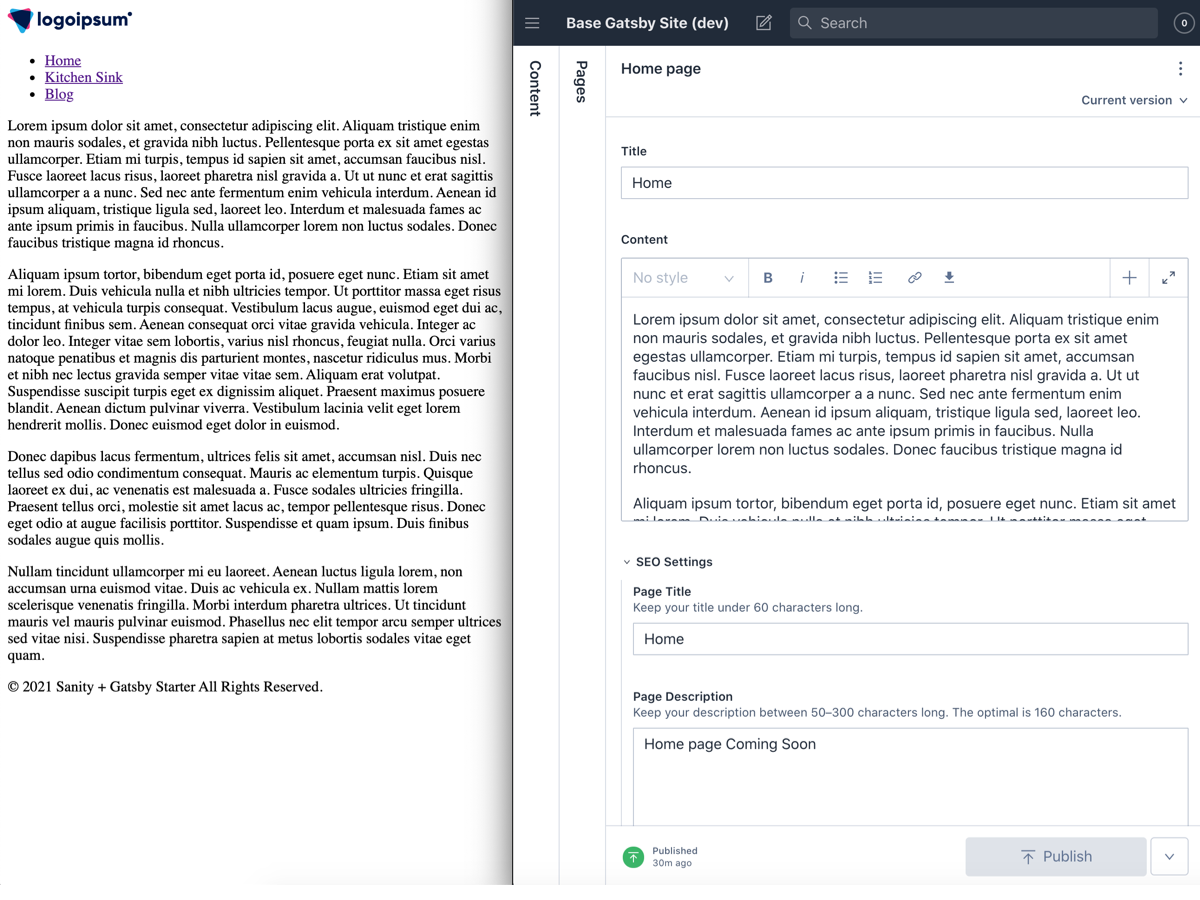 logoipsum
Home
Kitchen Sink
Blog
Lorem ipsum dolor sit amet, consectetur adipiscing elit. Aliquam tristique enim
non mauris sodales, et gravida nibh luctus. Pellentesque porta ex sit amet egestas
ullamcorper. Etiam mi turpis, tempus id sapien sit amet, accumsan faucibus nisl.
Fusce laoreet lacus risus, laoreet pharetra nisl gravida a. Ut ut nunc et erat sagittis
ullamcorper a a nunc. Sed nec ante fermentum enim vehicula interdum. Aenean id
ipsum aliquam, tristique ligula sed, laoreet leo. Interdum et malesuada fames ac
ante ipsum primis in faucibus. Nulla ullamcorper lorem non luctus sodales. Donec
faucibus tristique magna id rhoncus.
Aliquam ipsum tortor, bibendum eget porta id, posuere eget nunc. Etiam sit amet
mi lorem. Duis vehicula nulla et nibh ultricies tempor. Ut porttitor massa eget risus
tempus, at vehicula turpis consequat. Vestibulum lacus augue, euismod eget dui ac,
tincidunt finibus sem. Aenean consequat orci vitae gravida vehicula. Integer ac
dolor leo. Integer vitae sem lobortis, varius nisl rhoncus, feugiat nulla. Orci varius
natoque penatibus et magnis dis parturient montes, nascetur ridiculus mus. Morbi
et nibh nec lectus gravida semper vitae vitae sem. Aliquam erat volutpat.
Suspendisse suscipit turpis eget ex dignissim aliquet. Praesent maximus posuere
blandit. Aenean dictum pulvinar viverra. Vestibulum lacinia velit eget lorem
hendrerit mollis. Donec euismod eget dolor in euismod.
Donec dapibus lacus fermentum, ultrices felis sit amet, accumsan nisl. Duis nec
tellus sed odio condimentum consequat. Mauris ac elementum turpis. Quisque
laoreet ex dui, ac venenatis est malesuada a. Fusce sodales ultricies fringilla.
Praesent tellus orci, molestie sit amet lacus ac, tempor pellentesque risus. Donec
eget odio at augue facilisis porttitor. Suspendisse et quam ipsum. Duis finibus
sodales augue quis mollis.
Nullam tincidunt ullamcorper mi eu laoreet. Aenean luctus ligula lorem, non
accumsan urna euismod vitae. Duis ac vehicula ex. Nullam mattis lorem
scelerisque venenatis fringilla. Morbi interdum pharetra ultrices. Ut tincidunt
mauris vel mauris pulvinar euismod. Phasellus nec elit tempor arcu semper ultrices
sed vitae nisi. Suspendisse pharetra sapien at metus lobortis sodales vitae eget
quam.
© 2021 Sanity + Gatsby Starter All Rights Reserved.
Base Gatsby Site (dev)
Search
0
Content
Pages
Home page
Current version
Title
Home
Content
No style
B
i
Lorem ipsum dolor sit amet, consectetur adipiscing elit. Aliquam tristique enim
non mauris sodales, et gravida nibh luctus. Pellentesque porta ex sit amet
egestas ullamcorper. Etiam mi turpis, tempus id sapien sit amet, accumsan
faucibus nisl. Fusce laoreet lacus risus, laoreet pharetra nisl gravida a. Ut ut
nunc et erat sagittis ullamcorper a a nunc. Sed nec ante fermentum enim
vehicula interdum. Aenean id ipsum aliquam, tristique ligula sed, laoreet leo.
Interdum et malesuada fames ac ante ipsum primis in faucibus. Nulla
ullamcorper lorem non luctus sodales. Donec faucibus tristique magna id
rhoncus.
Aliquam ipsum tortor, bibendum eget porta id, posuere eget nunc. Etiam sit amet
mi lorem. Duis vehicula nulla et nibh ultricies tempor. Ut porttitor massa eget
SEO Settings
Page Title
Keep your title under 60 characters long.
Home
Page Description
Keep your description between 50–300 characters long. The optimal is 160 characters.
Home page Coming Soon
Published
30m ago
Publish